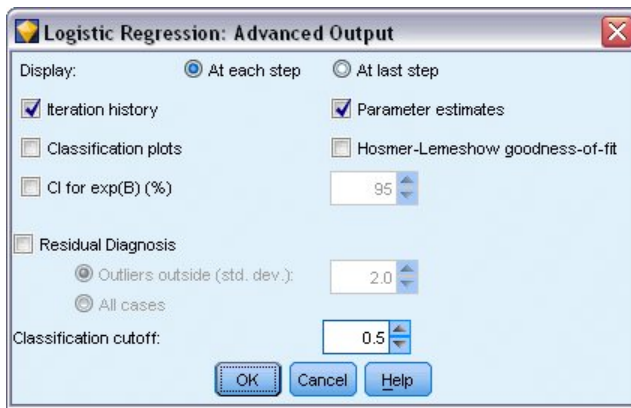 Logistic Regression: Advanced Output
Display: At each step At last step
Iteration history Parameter estimates
Classification plots Hosmer-Lemeshow goodness-of-fit
CI for exp(B) (%) 95
Residual Diagnosis
Outliers outside (std. dev.): 2.0
All cases
Classification cutoff: 0.5
OK Cancel Help